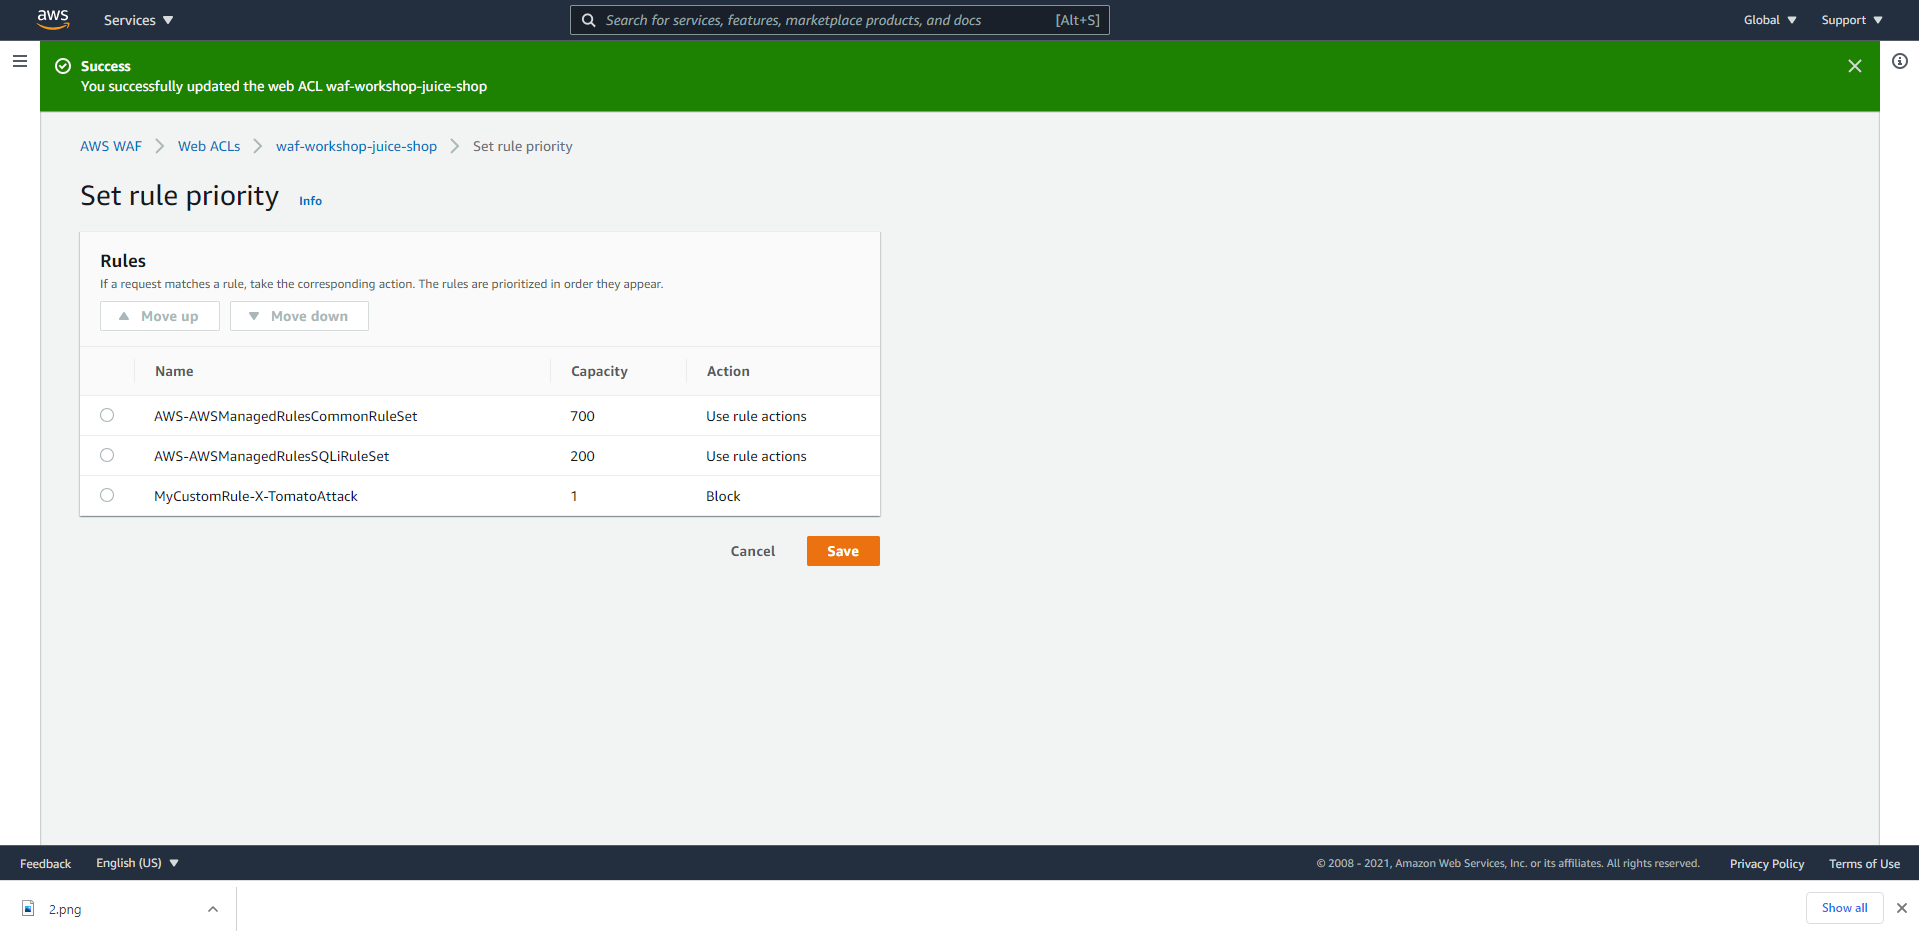 aws
Services
Search for services, features, marketplace products, and docs [Alt+S]
Global
Support
Success
You successfully updated the web ACL waf-workshop-juice-shop
AWS WAF
Web ACLs
waf-workshop-juice-shop
Set rule priority
Set rule priority Info
Rules
If a request matches a rule, take the corresponding action. The rules are prioritized in order they appear.
Move up
Move down
Name Capacity Action
AWS-AWSManagedRulesCommonRuleSet 700 Use rule actions
AWS-AWSManagedRulesSQLiRuleSet 200 Use rule actions
MyCustomRule-X-TomatoAttack 1 Block
Cancel
Save
Feedback
English (US)
© 2008 - 2021, Amazon Web Services, Inc. or its affiliates. All rights reserved.
Privacy Policy
Terms of Use
2.png
Show all